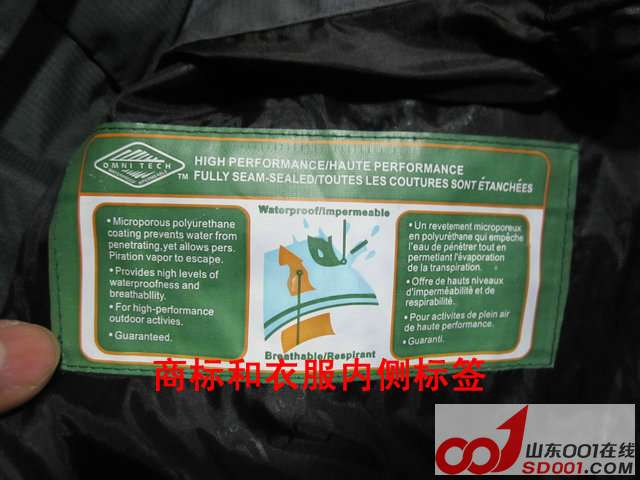 OMNI TECH
TM
HIGH PERFORMANCE/HAUTE PERFORMANCE
FULLY SEAM-SEALED/TOUTES LES COUTURES SONT ÉTANCHÉES
• Microporous polyurethane
coating prevents water from
penetrating,yet allows pers.
Piration vapor to escape.
• Provides nigh levels of
waterproofness and
breathabllity.
• For high-performance
outdoor activies.
• Guaranteed.
Waterproof/Impermeable
Breathable/Respirant
• Un revetement microporeux
en polyuréthane qui empêche
l'eau de pénétrer tout en
permettant l'évaporation
de la transpiration.
• Offre de hauts niveaux
d'imperméabilité et de
respirabilité.
• Pour activites de plein air
de haute performance.
• Guaranti.
商标和衣服内侧标签
山东001在线
SD001.COM